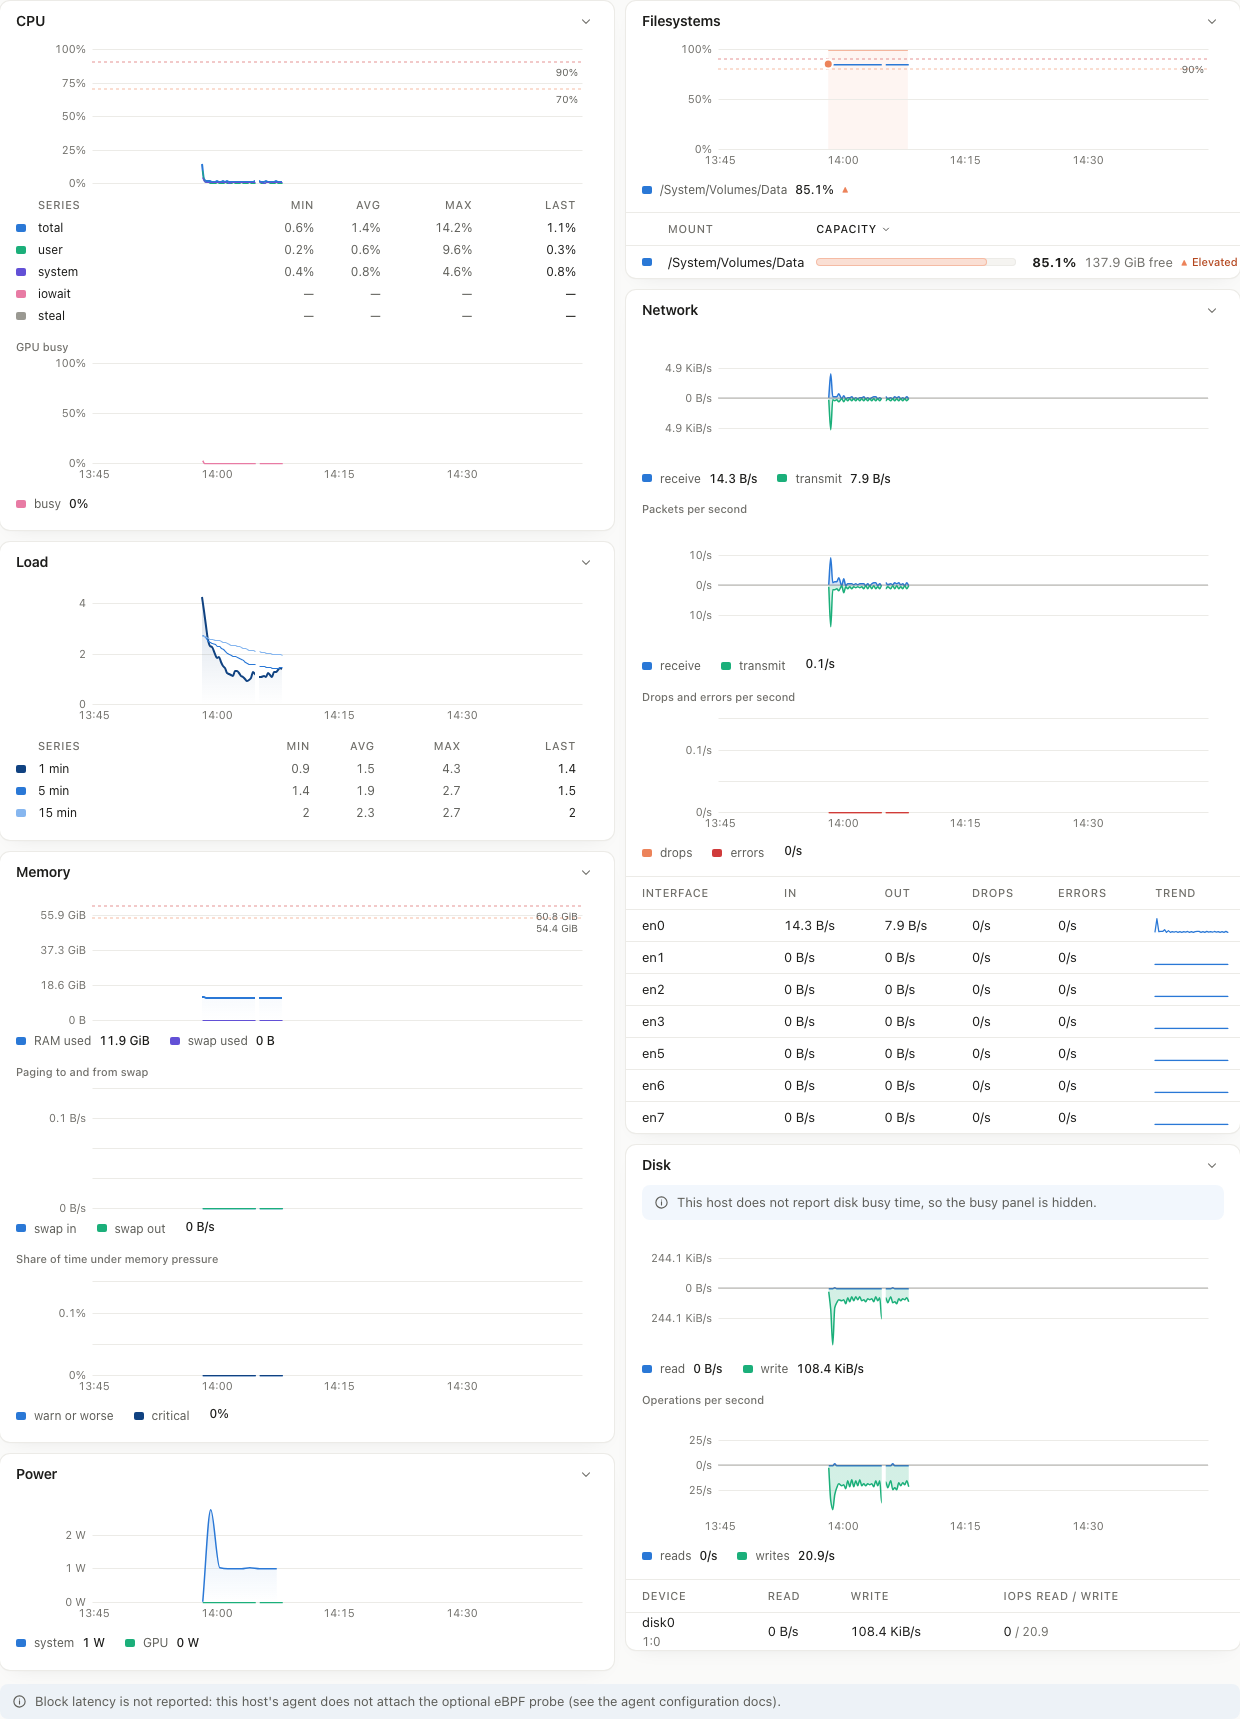 CPU
100%
90%
75%
70%
50%
25%
0%
SERIES MIN AVG MAX LAST
total 0.6% 1.4% 14.2% 1.1%
user 0.2% 0.6% 9.6% 0.3%
system 0.4% 0.8% 4.6% 0.8%
iowait — — — —
steal — — — —
GPU busy
100%
50%
0%
13:45 14:00 14:15 14:30
busy 0%
Load
4
2
0
13:45 14:00 14:15 14:30
SERIES MIN AVG MAX LAST
1 min 0.9 1.5 4.3 1.4
5 min 1.4 1.9 2.7 1.5
15 min 2 2.3 2.7 2
Memory
55.9 GiB 60.8 GiB
54.4 GiB
37.3 GiB
18.6 GiB
0 B
RAM used 11.9 GiB swap used 0 B
Paging to and from swap
0.1 B/s
0 B/s
swap in swap out 0 B/s
Share of time under memory pressure
0.1%
0%
13:45 14:00 14:15 14:30
warn or worse critical 0%
Power
2 W
1 W
0 W
13:45 14:00 14:15 14:30
system 1 W GPU 0 W
Filesystems
100%
90%
50%
0%
13:45 14:00 14:15 14:30
/System/Volumes/Data 85.1% ▲
MOUNT CAPACITY
/System/Volumes/Data 85.1% 137.9 GiB free ▲ Elevated
Network
4.9 KiB/s
0 B/s
4.9 KiB/s
receive 14.3 B/s transmit 7.9 B/s
Packets per second
10/s
0/s
10/s
receive transmit 0.1/s
Drops and errors per second
0.1/s
0/s
13:45 14:00 14:15 14:30
drops errors 0/s
INTERFACE IN OUT DROPS ERRORS TREND
en0 14.3 B/s 7.9 B/s 0/s 0/s
en1 0 B/s 0 B/s 0/s 0/s
en2 0 B/s 0 B/s 0/s 0/s
en3 0 B/s 0 B/s 0/s 0/s
en5 0 B/s 0 B/s 0/s 0/s
en6 0 B/s 0 B/s 0/s 0/s
en7 0 B/s 0 B/s 0/s 0/s
Disk
This host does not report disk busy time, so the busy panel is hidden.
244.1 KiB/s
0 B/s
244.1 KiB/s
read 0 B/s write 108.4 KiB/s
Operations per second
25/s
0/s
25/s
13:45 14:00 14:15 14:30
reads 0/s writes 20.9/s
DEVICE READ WRITE IOPS READ / WRITE
disk0 0 B/s 108.4 KiB/s 0 / 20.9
1:0
Block latency is not reported: this host's agent does not attach the optional eBPF probe (see the agent configuration docs).